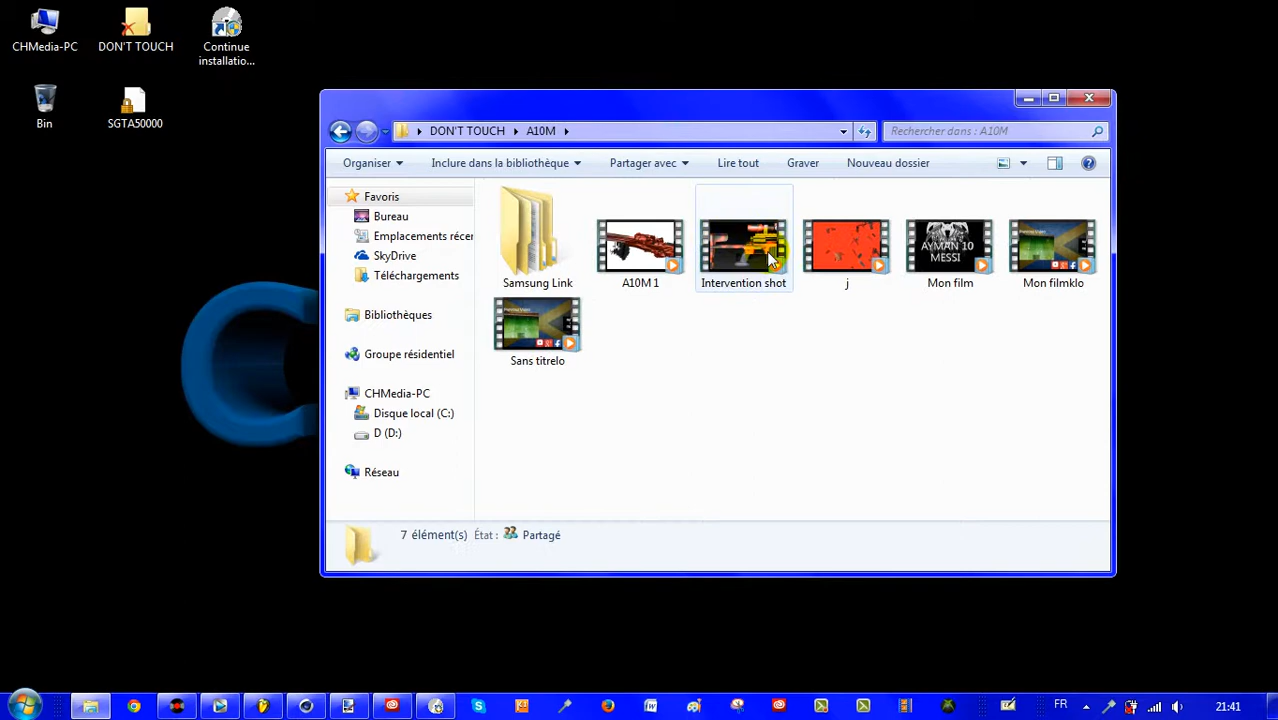 CHMedia-PC
DON'T TOUCH
Continue
installatio...
Bin
SGTA50000
DON'T TOUCH
A10M
Rechercher dans : A10M
Organiser
Inclure dans la bibliothèque
Partager avec
Lire tout
Graver
Nouveau dossier
Favoris
Bureau
Emplacements récen
SkyDrive
Téléchargements
Bibliothèques
Groupe résidentiel
CHMedia-PC
Disque local (C:)
D (D:)
Réseau
Samsung Link
A10M 1
Intervention shot
j
AYMAN 10
MESSI
Mon film
Mon filmklo
Sans titrelo
7 élément(s)
État :
Partagé
FR
21:41